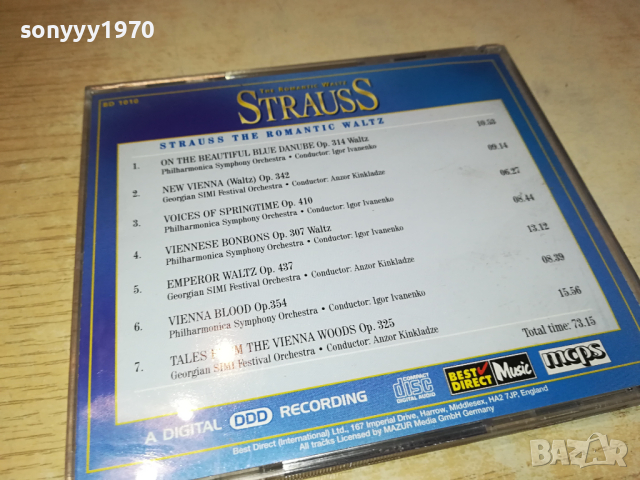 sonyyy1970
BD 1010
The Romantic Waltz
STRAUSS
STRAUSS THE ROMANTIC WALTZ
1. ON THE BEAUTIFUL BLUE DANUBE Op. 314 Waltz 10.53
Philharmonica Symphony Orchestra • Conductor: Igor Ivanenko
2. NEW VIENNA (Waltz) Op. 342 09.14
Georgian SIMI Festival Orchestra • Conductor: Anzor Kinkladze
3. VOICES OF SPRINGTIME Op. 410 06.27
Philharmonica Symphony Orchestra • Conductor: Igor Ivanenko
4. VIENNESE BONBONS Op. 307 Waltz 08.44
Philharmonica Symphony Orchestra • Conductor: Igor Ivanenko
5. EMPEROR WALTZ Op. 437 13.12
Georgian SIMI Festival Orchestra • Conductor: Anzor Kinkladze
6. VIENNA BLOOD Op.354 08.39
Philharmonica Symphony Orchestra • Conductor: Igor Ivanenko
7. TALES FROM THE VIENNA WOODS Op. 325 15.56
Georgian SIMI Festival Orchestra • Conductor: Anzor Kinkladze
Total time: 73.15
A DIGITAL DDD RECORDING
COMPACT
disc
DIGITAL AUDIO
BEST DIRECT Music
mcps
Best Direct (International) Ltd., 167 Imperial Drive, Harrow, Middlesex, HA2 7JP, England
All tracks Licensed by MAZUR Media GmbH Germany
BAZAR